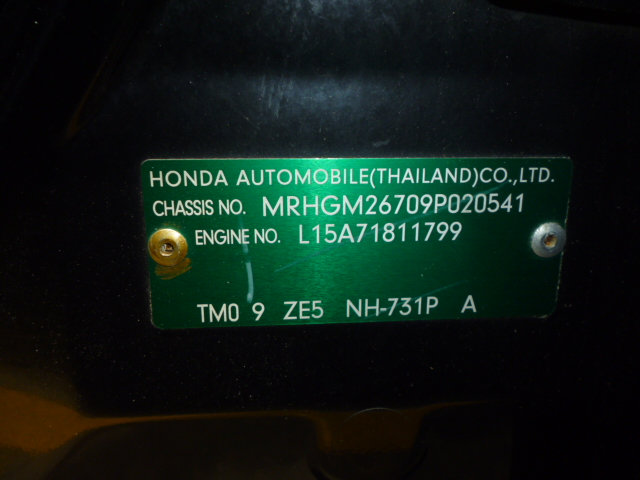 HONDA AUTOMOBILE(THAILAND)CO.,LTD.
CHASSIS NO. MRHGM26709P020541
ENGINE NO. L15A71811799
TM0 9 ZE5 NH-731P A